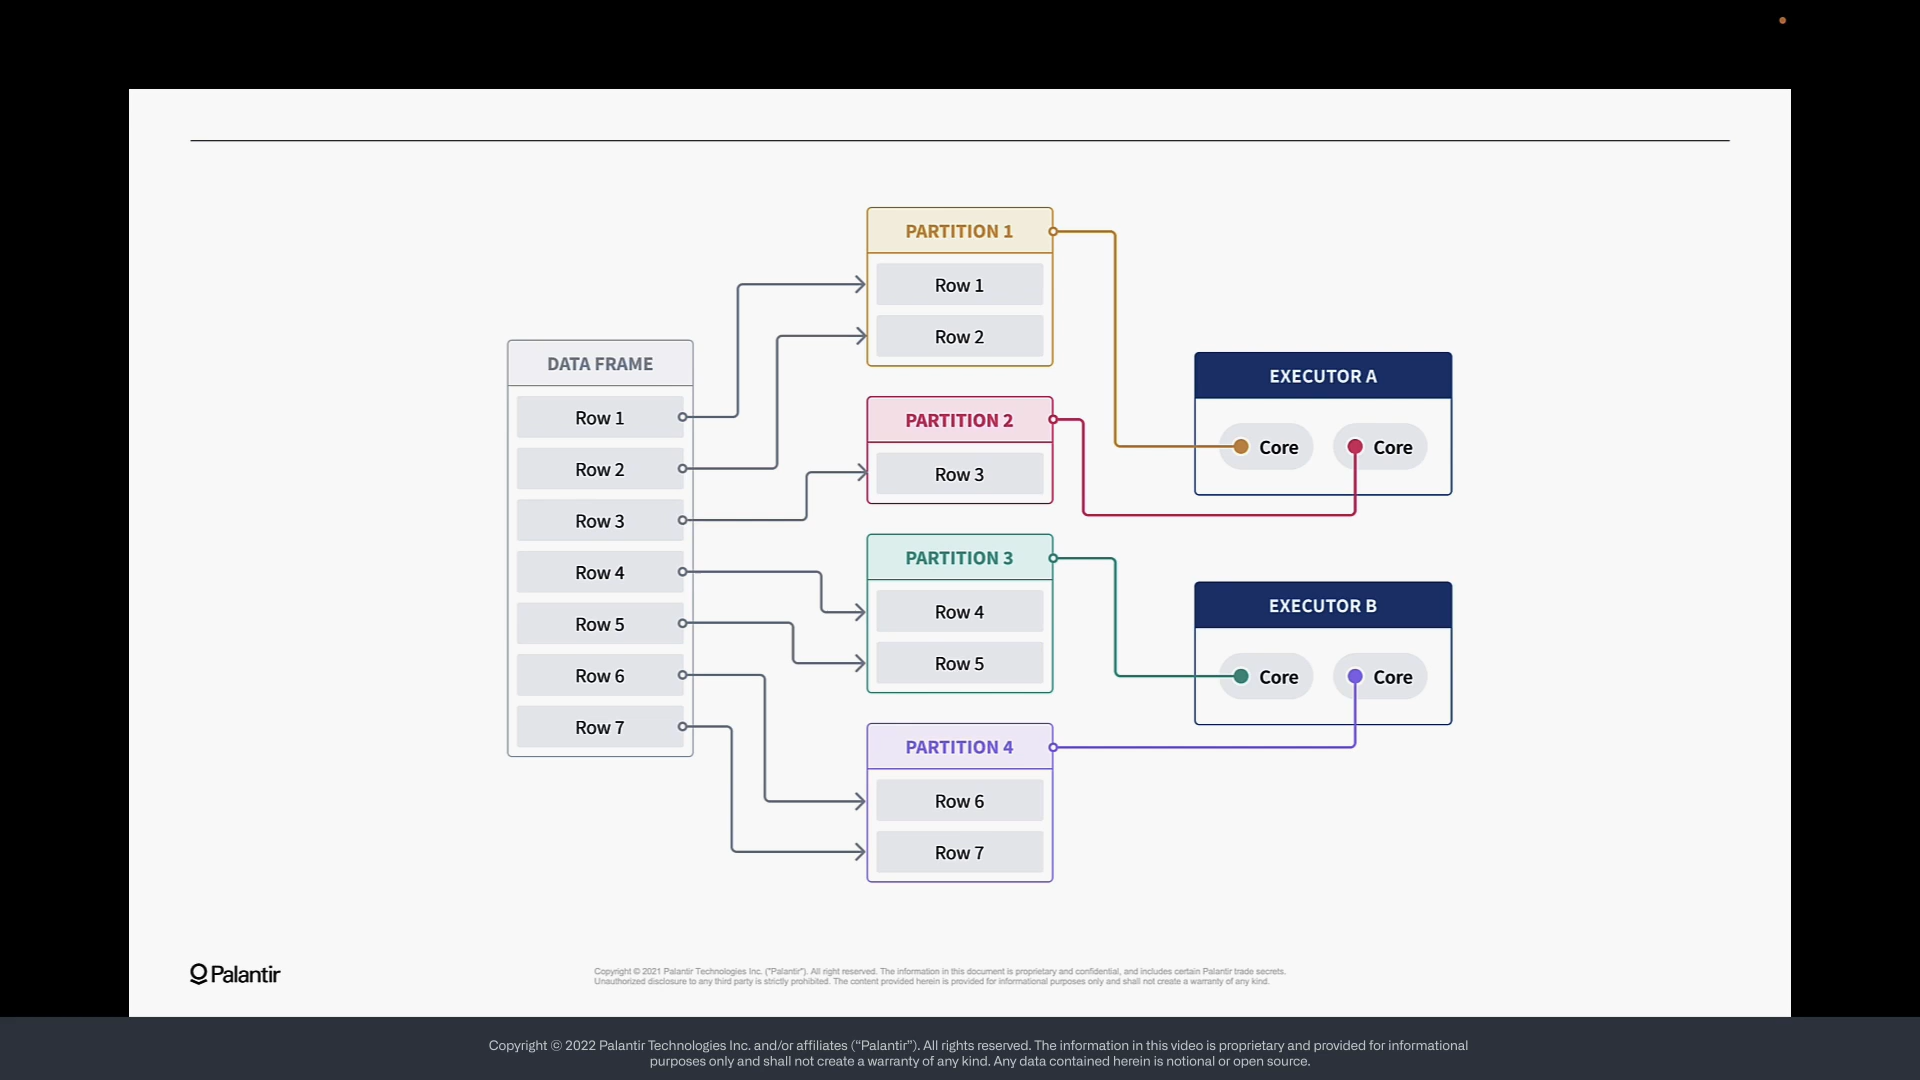 DATA FRAME
Row 1
Row 2
Row 3
Row 4
Row 5
Row 6
Row 7
PARTITION 1
Row 1
Row 2
PARTITION 2
Row 3
PARTITION 3
Row 4
Row 5
PARTITION 4
Row 6
Row 7
EXECUTOR A
Core Core
EXECUTOR B
Core Core
Palantir
Copyright © 2021 Palantir Technologies Inc. ("Palantir"). All right reserved. The information in this document is proprietary and confidential, and includes certain Palantir trade secrets.
Unauthorized disclosure to any third party is strictly prohibited. The content provided herein is provided for informational purposes only and shall not create a warranty of any kind.
Copyright © 2022 Palantir Technologies Inc. and/or affiliates (“Palantir”). All rights reserved. The information in this video is proprietary and provided for informational
purposes only and shall not create a warranty of any kind. Any data contained herein is notional or open source.